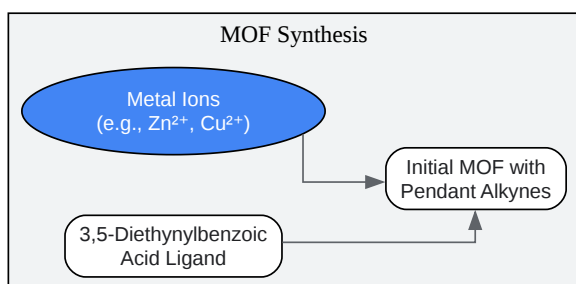 MOF Synthesis
Metal Ions
(e.g., Zn²⁺, Cu²⁺)
Initial MOF with
Pendant Alkynes
3,5-Diethynylbenzoic
Acid Ligand